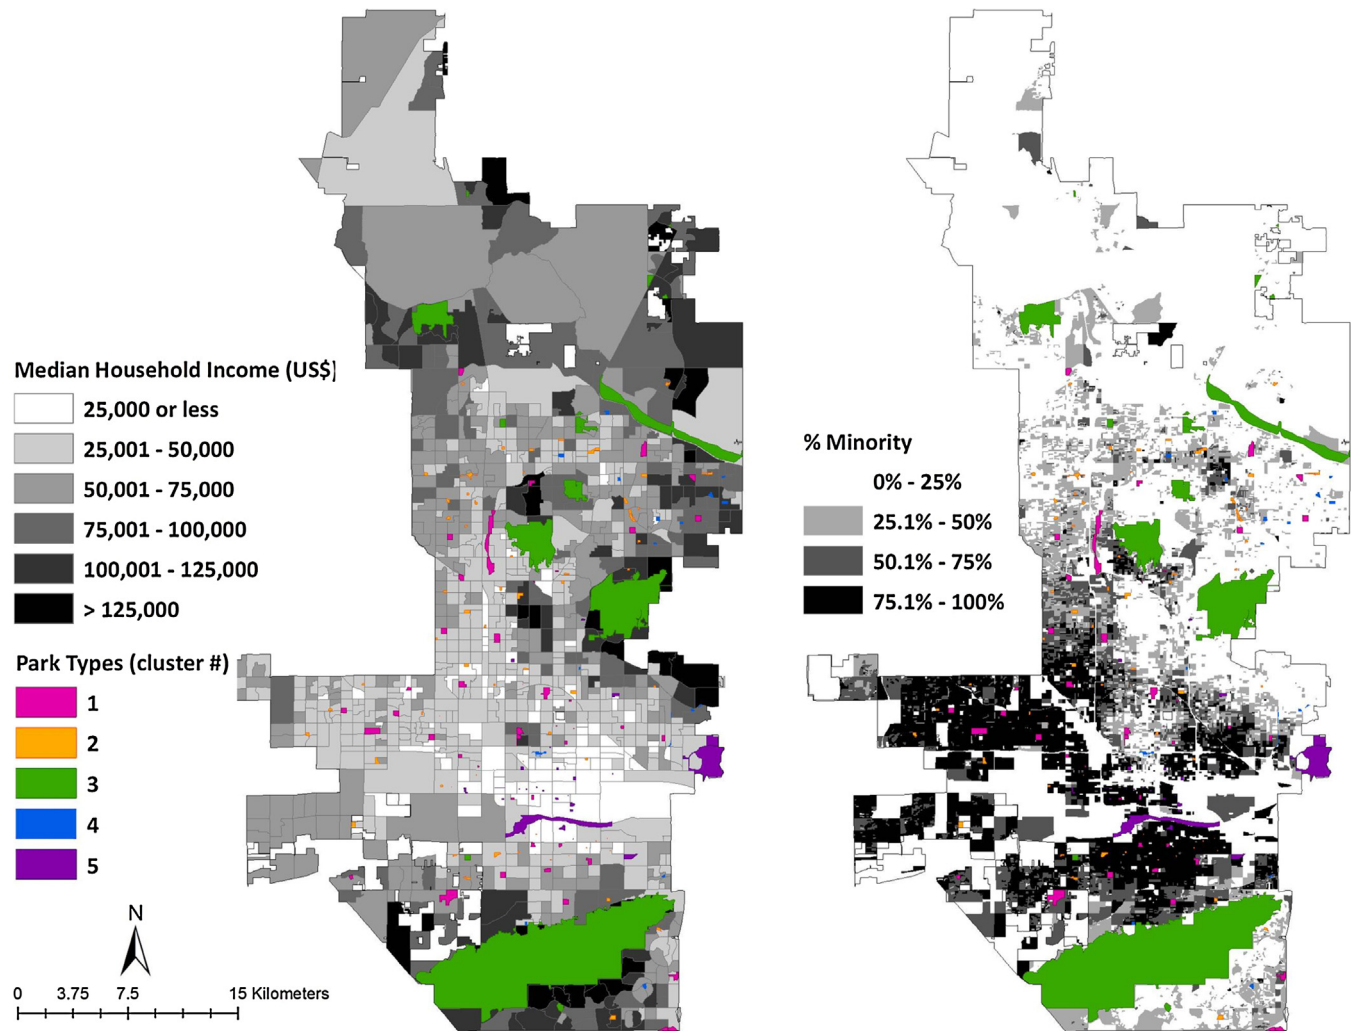 Median Household Income (US$)
25,000 or less
25,001 - 50,000
50,001 - 75,000
75,001 - 100,000
100,001 - 125,000
> 125,000
Park Types (cluster #)
1
2
3
4
5
N
0 3.75 7.5 15 Kilometers
% Minority
0% - 25%
25.1% - 50%
50.1% - 75%
75.1% - 100%